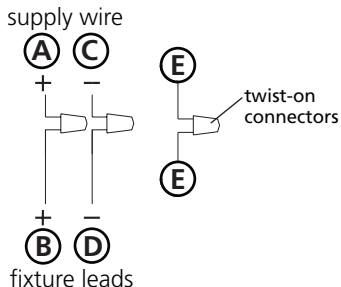 supply wire
A C
+ −
E
twist-on
connectors
E
+ −
B D
fixture leads